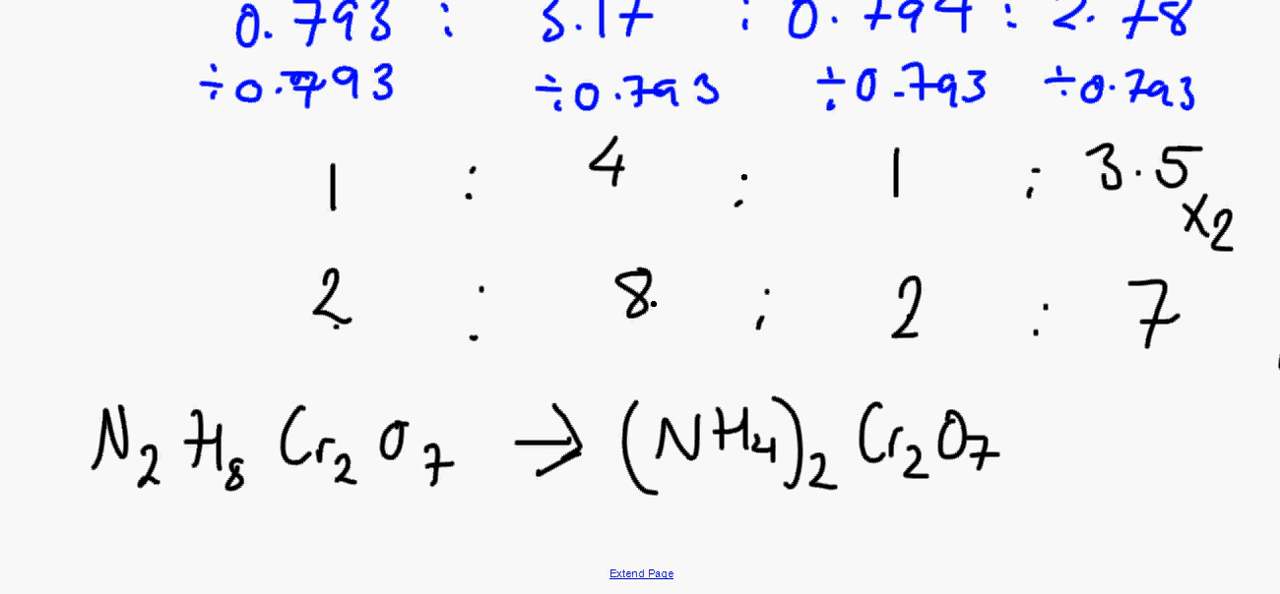 0.793 : 3.17 : 0.794 : 2.78
÷0.793 ÷0.793 ÷0.793 ÷0.793
1 : 4 : 1 : 3.5
×2
2 : 8 : 2 : 7
N₂H₈Cr₂O₇ → (NH₄)₂Cr₂O₇
Extend Page